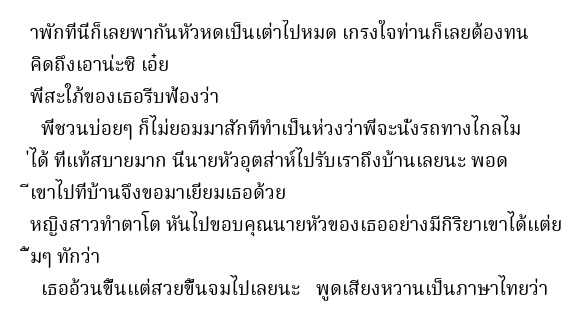 าพักที่นี่ก็เลยพากันหัวหดเป็นเต่าไปหมด เกรงใจท่านก็เลยต้องทน
คิดถึงเอาน่ะซิ เอ๋ย
พี่สะใภ้ของเธอรีบฟ้องว่า
พี่ชวนบ่อยๆ ก็ไม่ยอมมาสักทีทำเป็นห่วงว่าพี่จะนั่งรถทางไกลไม
่ได้ ที่แท้สบายมาก นี่นายหัวอุตส่าห์ไปรับเราถึงบ้านเลยนะ พอด
ีเขาไปที่บ้านจึงขอมาเยี่ยมเธอด้วย
หญิงสาวทำตาโต หันไปขอบคุณนายหัวของเธออย่างมีกิริยาเขาได้แต่ย
ิ้มๆ ทักว่า
เธออ้วนขึ้นแต่สวยขึ้นจมไปเลยนะ พูดเสียงหวานเป็นภาษาไทยว่า